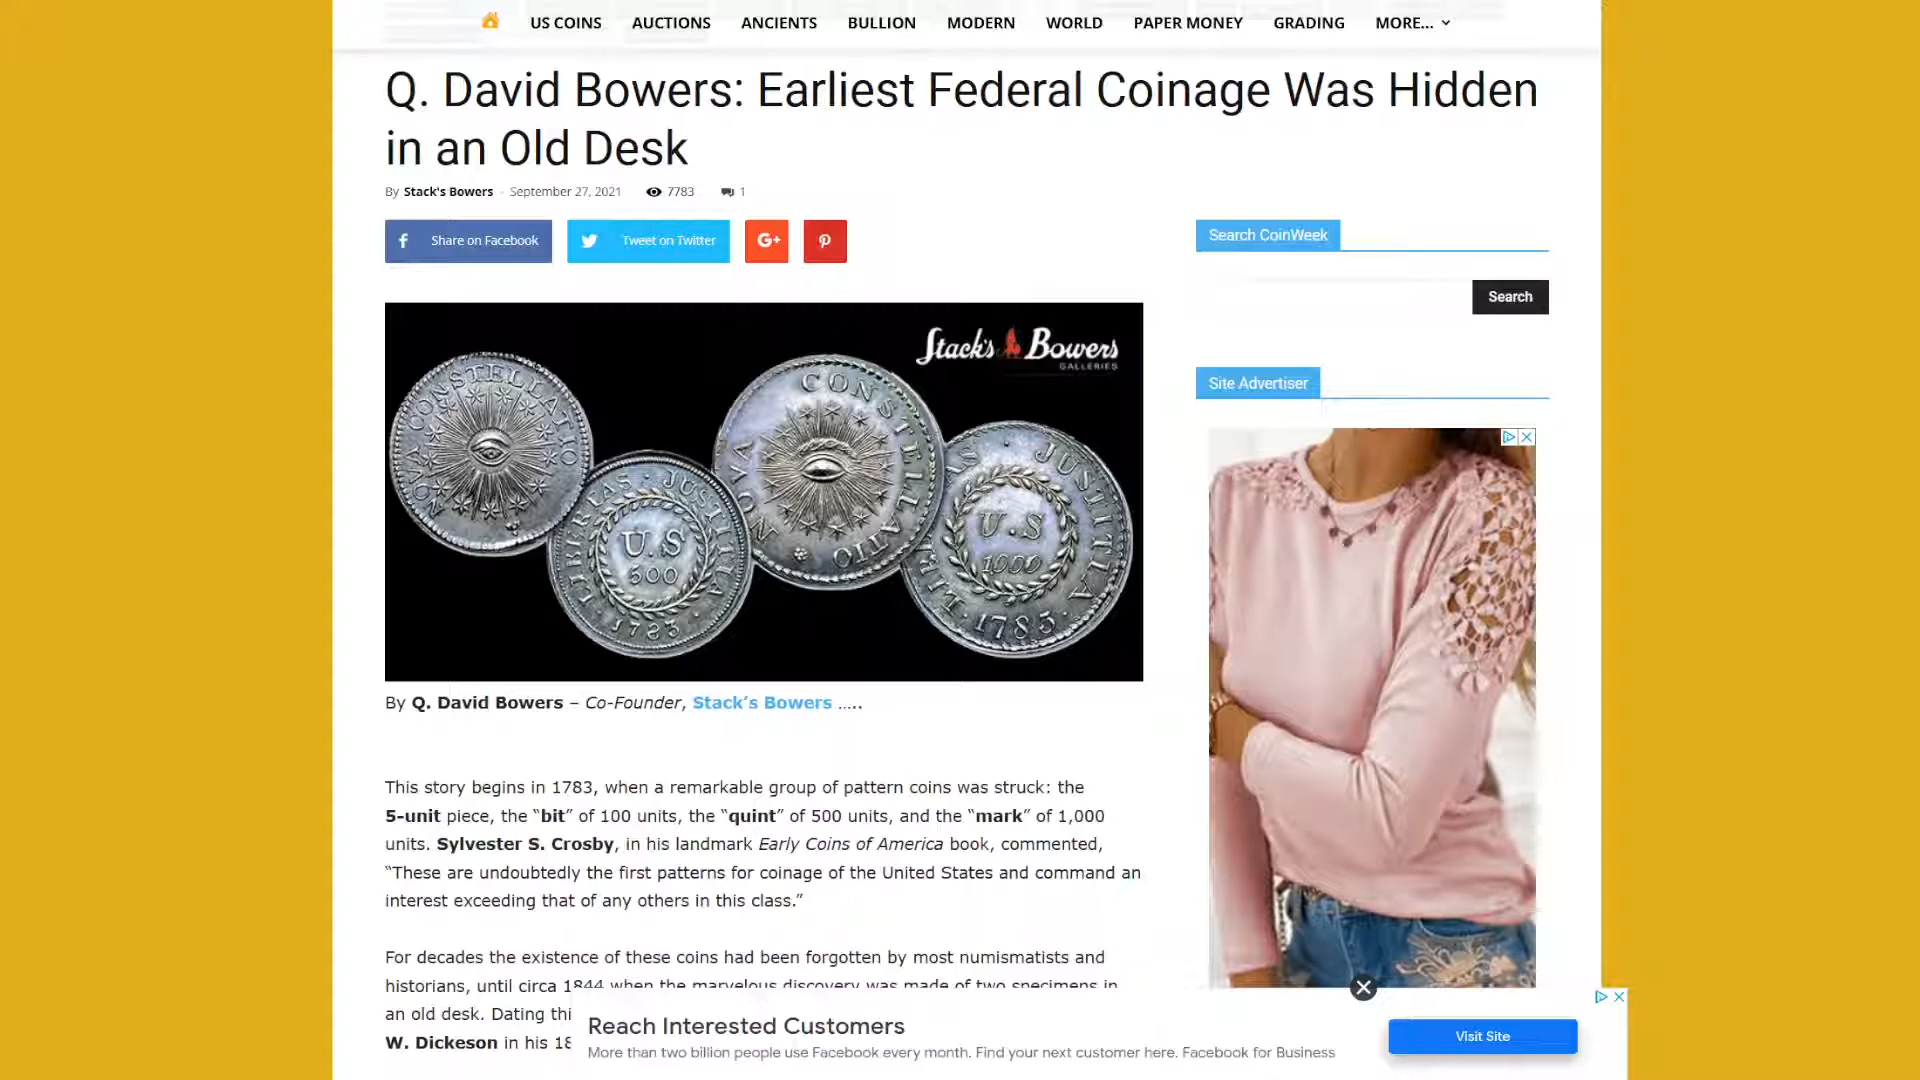 US COINS AUCTIONS ANCIENTS BULLION MODERN WORLD PAPER MONEY GRADING MORE...
Q. David Bowers: Earliest Federal Coinage Was Hidden
in an Old Desk
By Stack's Bowers - September 27, 2021 7783 1
Share on Facebook
Tweet on Twitter
G+
Search CoinWeek
Search
Site Advertiser
Stack's Bowers
GALLERIES
NOVA CONSTELLATIO
LIBERTAS · JUSTITIA
U.S
500
1783
NOVA CONSTELLATIO
JUSTITIA
U.S
1000
1783
By Q. David Bowers – Co-Founder, Stack’s Bowers …..
This story begins in 1783, when a remarkable group of pattern coins was struck: the
5-unit piece, the “bit” of 100 units, the “quint” of 500 units, and the “mark” of 1,000
units. Sylvester S. Crosby, in his landmark Early Coins of America book, commented,
“These are undoubtedly the first patterns for coinage of the United States and command an
interest exceeding that of any others in this class.”
For decades the existence of these coins had been forgotten by most numismatists and
historians, until circa 1844 when the marvelous discovery was made of two specimens in
an old desk. Dating thi
W. Dickeson in his 18
Reach Interested Customers
More than two billion people use Facebook every month. Find your next customer here. Facebook for Business
Visit Site